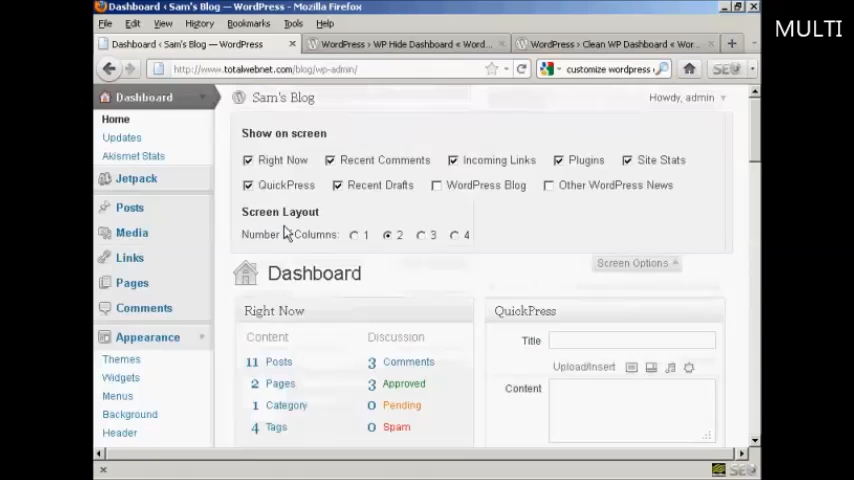 Dashboard ‹ Sam's Blog — WordPress - Mozilla Firefox
MULTI
File Edit View History Bookmarks Tools Help
Dashboard ‹ Sam's Blog — WordPress
WordPress › WP Hide Dashboard « Word...
WordPress › Clean WP Dashboard « Wor...
http://www.totalwebnet.com/blog/wp-admin/
customize wordpress
SEO
Dashboard
Sam's Blog
Howdy, admin
Home
Updates
Akismet Stats
Jetpack
Posts
Media
Links
Pages
Comments
Appearance
Themes
Widgets
Menus
Background
Header
Show on screen
Right Now Recent Comments Incoming Links Plugins Site Stats
QuickPress Recent Drafts WordPress Blog Other WordPress News
Screen Layout
Number Columns: 1 2 3 4
Screen Options
Dashboard
Right Now
Content Discussion
11 Posts 3 Comments
2 Pages 3 Approved
1 Category 0 Pending
4 Tags 0 Spam
QuickPress
Title
Upload/Insert
Content
SEO